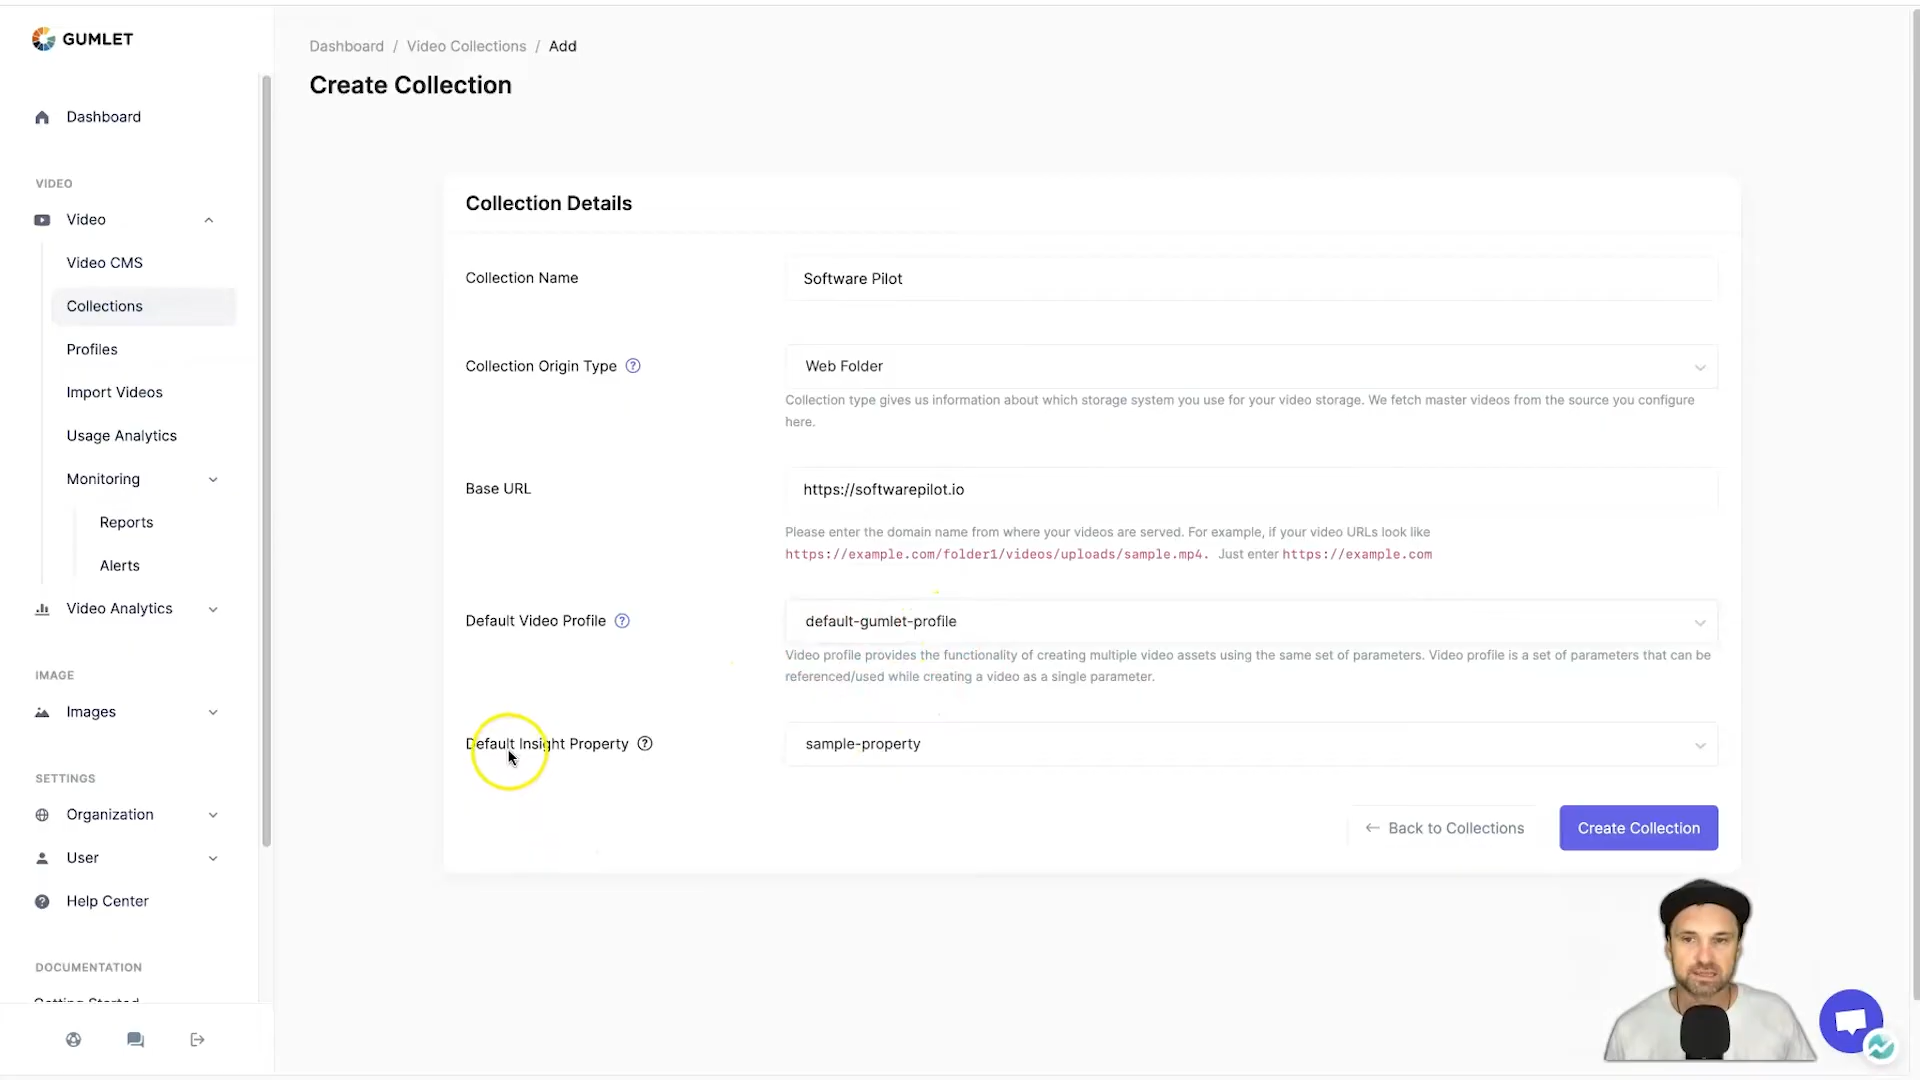 GUMLET
Dashboard / Video Collections / Add
Create Collection
Dashboard
VIDEO
Video
Video CMS
Collections
Profiles
Import Videos
Usage Analytics
Monitoring
Reports
Alerts
Video Analytics
IMAGE
Images
SETTINGS
Organization
User
Help Center
DOCUMENTATION
Getting Started
Collection Details
Collection Name
Software Pilot
Collection Origin Type
Web Folder
Collection type gives us information about which storage system you use for your video storage. We fetch master videos from the source you configure
here.
Base URL
https://softwarepilot.io
Please enter the domain name from where your videos are served. For example, if your video URLs look like
https://example.com/folder1/videos/uploads/sample.mp4. Just enter https://example.com
Default Video Profile
default-gumlet-profile
Video profile provides the functionality of creating multiple video assets using the same set of parameters. Video profile is a set of parameters that can be
referenced/used while creating a video as a single parameter.
Default Insight Property
sample-property
← Back to Collections
Create Collection